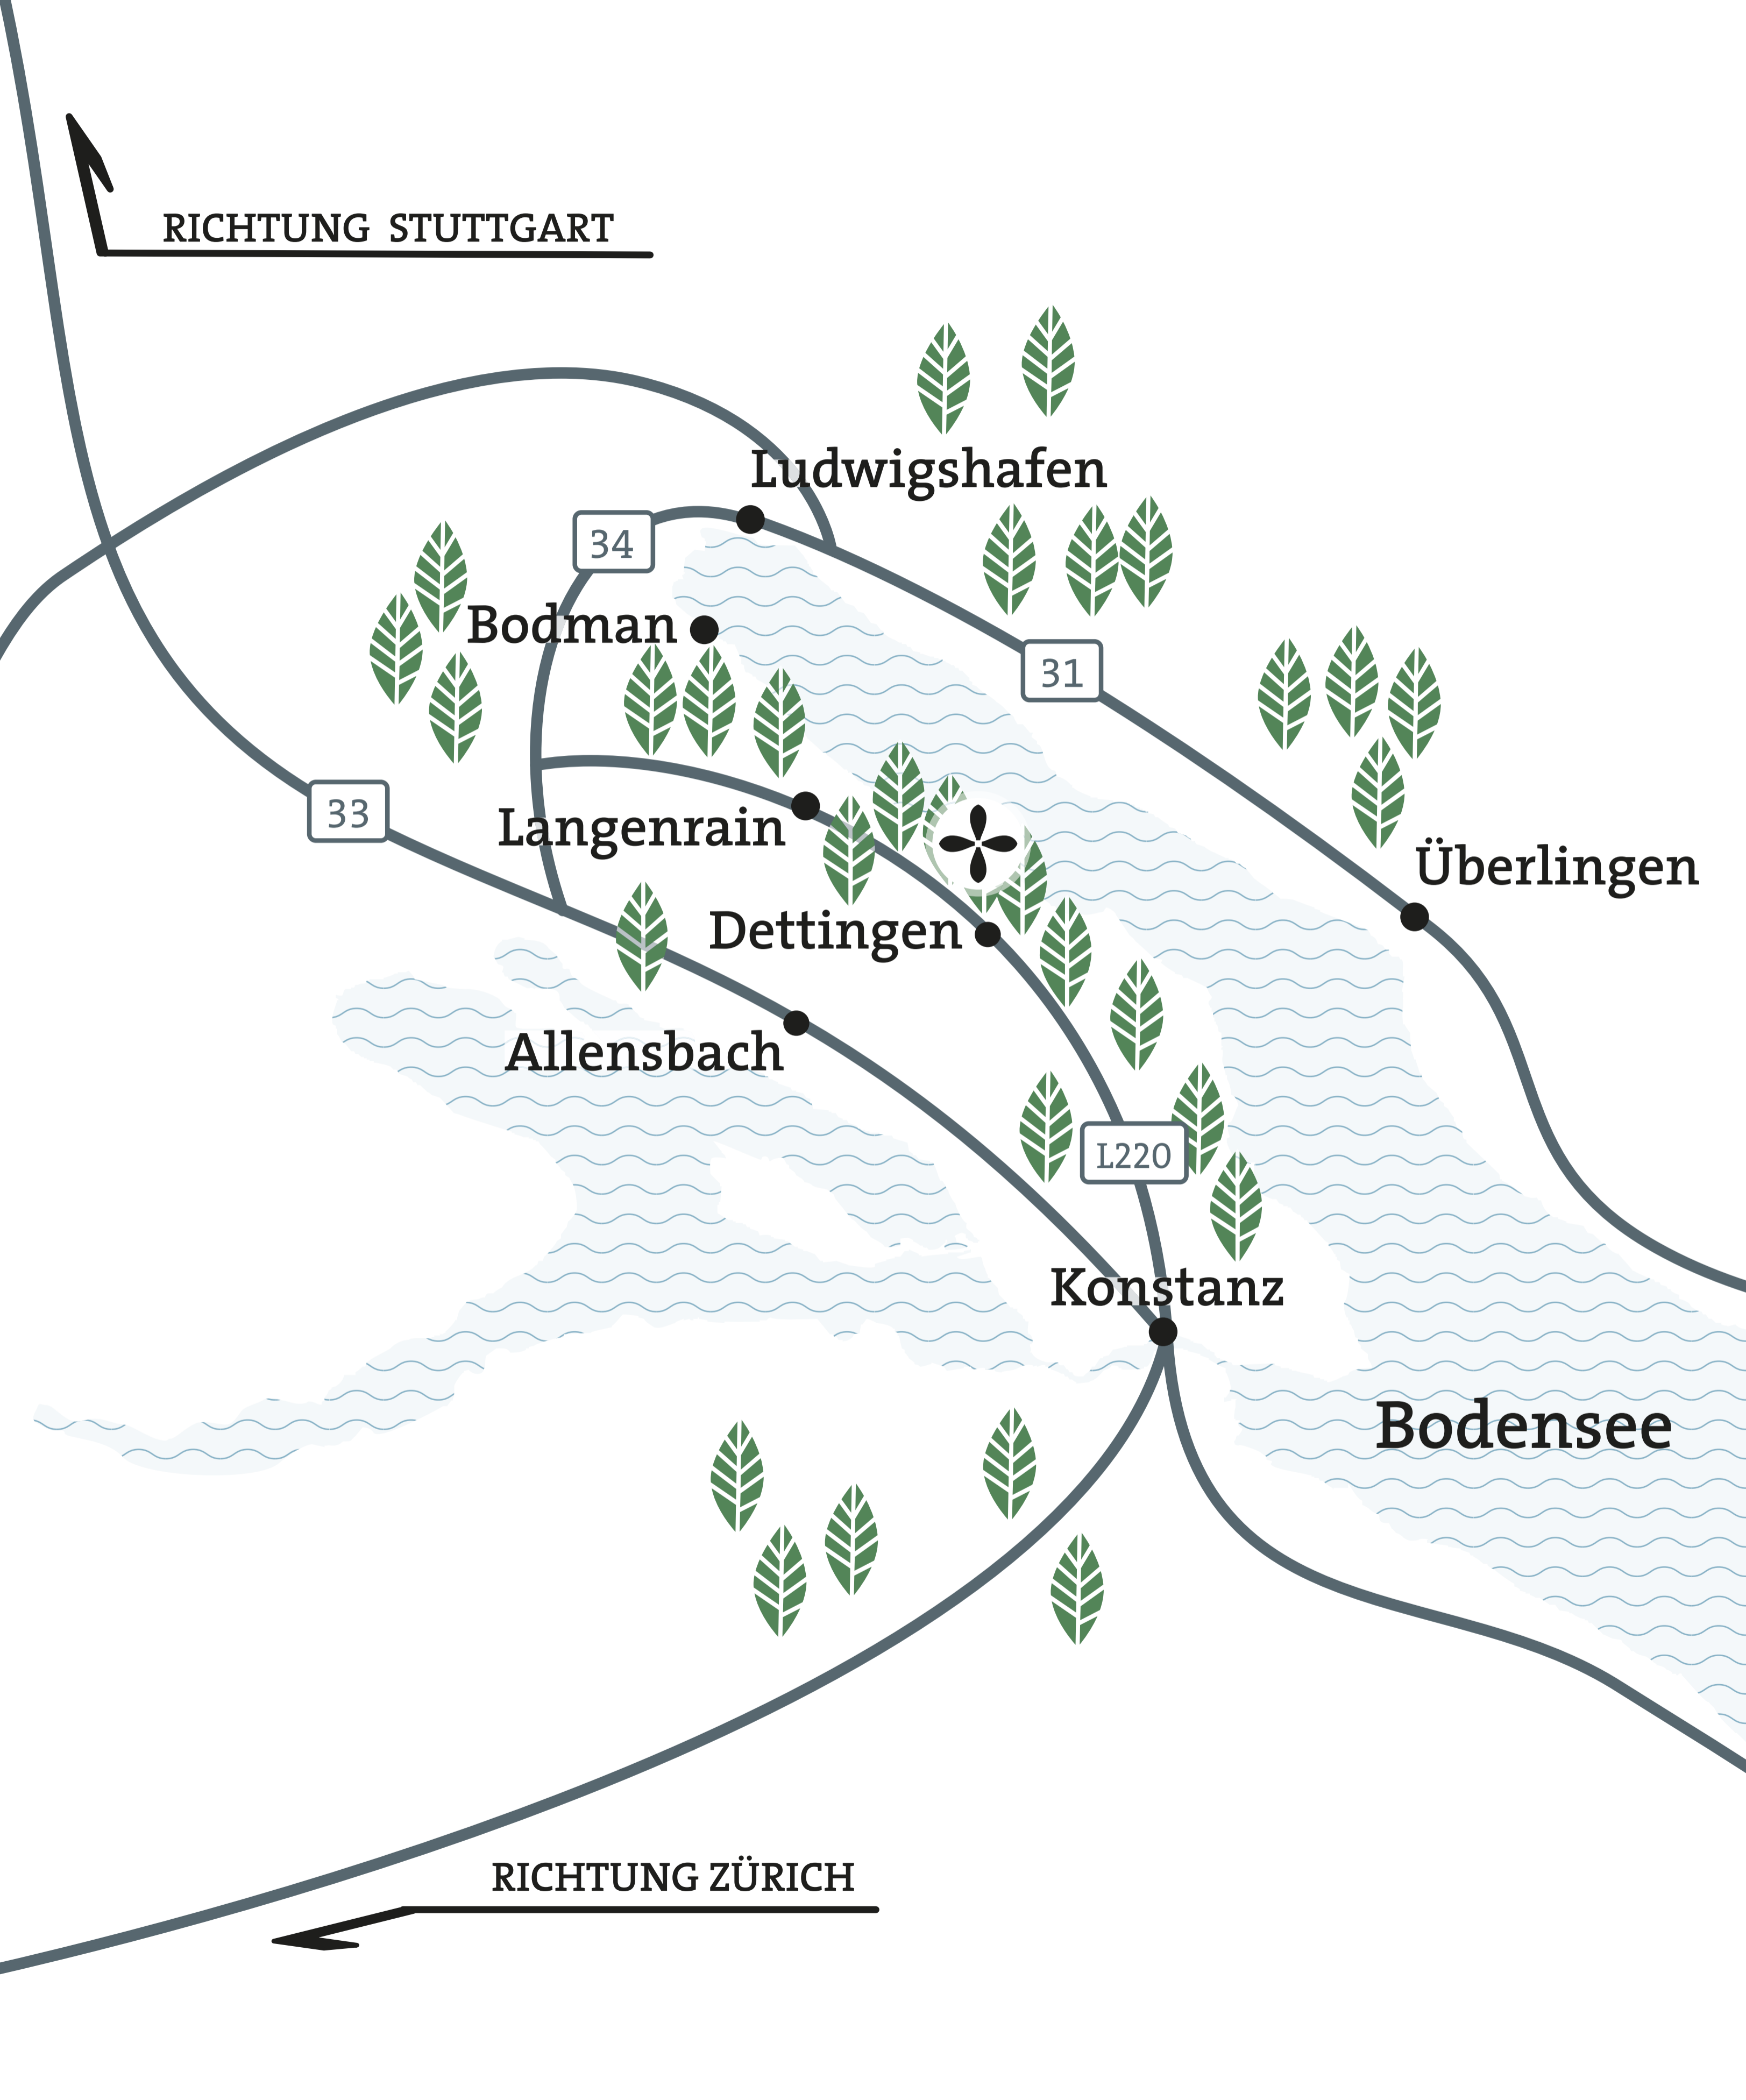 RICHTUNG STUTTGART
Ludwigshafen
34
Bodman
31
33
Langenrain
Überlingen
Dettingen
Allensbach
L220
Konstanz
Bodensee
RICHTUNG ZÜRICH